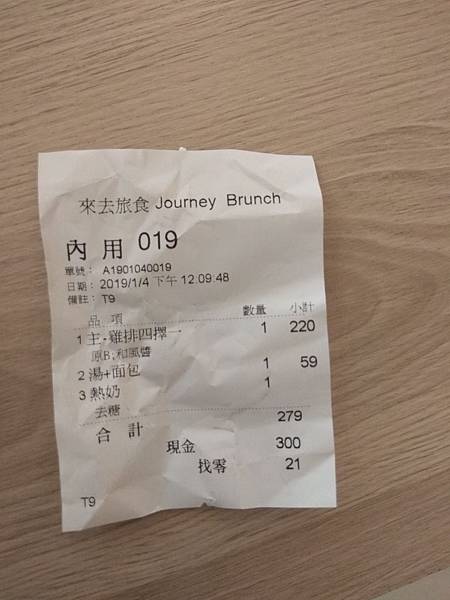 來去旅食 Journey Brunch
內用 019
單號： A1901040019
日期： 2019/1/4 下午 12:09:48
備註： T9
品 項 數量 小計
1 主-雞排四擇一 1 220
原B;和風醬
2 湯+面包 1 59
3 熱奶 1
去糖
合 計 279
現金 300
找零 21
T9